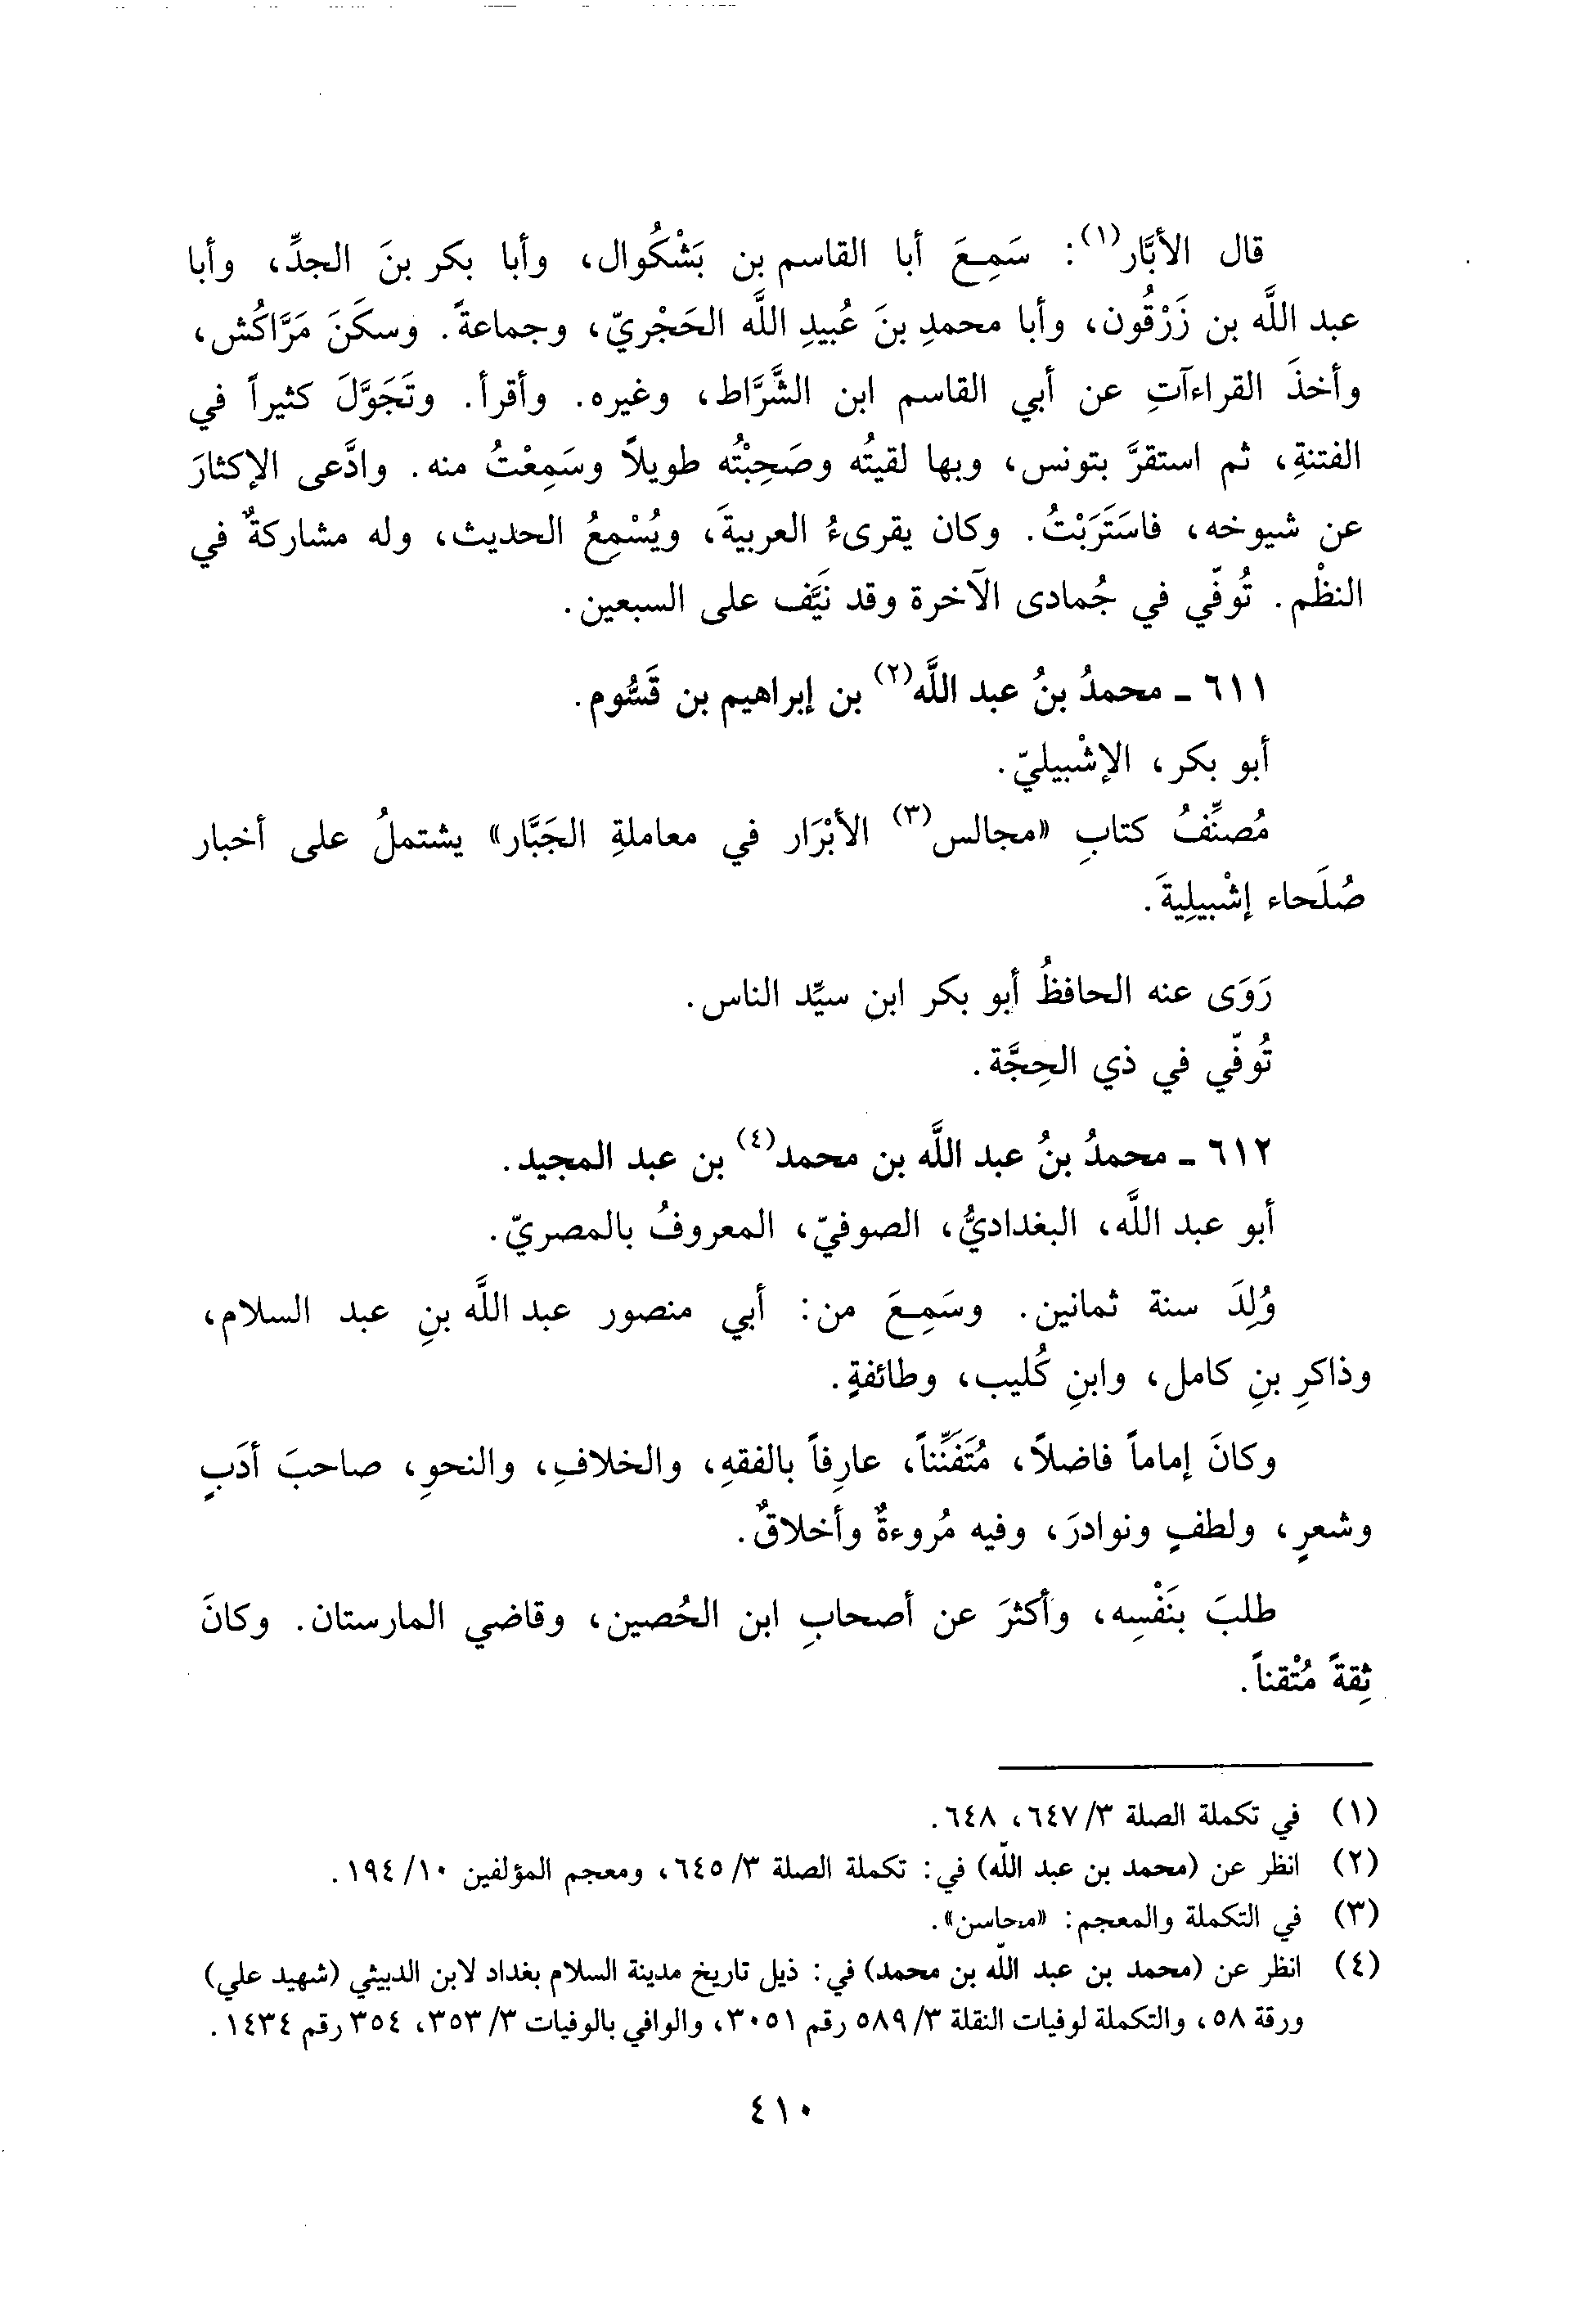 قال الأبَّار(١): سَمِعَ أبا القاسم بن بَشْكُوال، وأبا بكر بنَ الجدِّ، وأبا
عبد اللَّه بن زَرْقُون، وأبا محمدِ بنَ عُبيدِ اللَّه الحَجْريّ، وجماعةً. وسكَنَ مَرَّاكُش،
وأخذَ القراءآتِ عن أبي القاسم ابن الشَّرَّاط، وغيره. وأقرأ. وتَجَوَّلَ كثيراً في
الفتنةِ، ثم استقرَّ بتونس، وبها لقيتُه وصَحِبْتُه طويلاً وسَمِعْتُ منه. وادَّعى الإكثارَ
عن شيوخه، فاسَتَرَبْتُ. وكان يقرىءُ العربيةَ، ويُسْمِعُ الحديث، وله مشاركةٌ في
النظْم. تُوفّي في جُمادى الآخرة وقد نَيَّف على السبعين.
٦١١ ـ محمدُ بنُ عبد اللَّه(٢) بن إبراهيم بن قَسُّوم.
أبو بكر، الإشْبيليّ.
مُصنِّفُ كتابِ «مجالس(٣) الأبْرَار في معاملةِ الجَبَّار» يشتملُ على أخبار
صُلَحاء إشْبيلِيةَ.
رَوَى عنه الحافظُ أبو بكر ابن سيِّد الناس.
تُوفّي في ذي الحِجَّة.
٦١٢ ـ محمدُ بنُ عبد اللَّه بن محمد(٤) بن عبد المجيد.
أبو عبد اللَّه، البغداديُّ، الصوفيّ، المعروفُ بالمصريّ.
وُلِدَ سنة ثمانين. وسَمِعَ من: أبي منصور عبد اللَّه بنِ عبد السلام،
وذاكرِ بنِ كامل، وابنِ كُليب، وطائفةٍ.
وكانَ إماماً فاضلاً، مُتَفَنِّناً، عارِفاً بالفقهِ، والخلافِ، والنحوِ، صاحبَ أدَبٍ
وشعرٍ، ولطفٍ ونوادرَ، وفيه مُروءةٌ وأخلاقٌ.
طلبَ بنَفْسِه، وأكثرَ عن أصحابِ ابن الحُصين، وقاضي المارستان. وكانَ
ثِقةً مُتْقناً.
(١) في تكملة الصلة ٣/ ٦٤٧، ٦٤٨.
(٢) انظر عن (محمد بن عبد اللّه) في: تكملة الصلة ٣/ ٦٤٥، ومعجم المؤلفين ١٠/ ١٩٤.
(٣) في التكملة والمعجم: «محاسن».
(٤) انظر عن (محمد بن عبد اللّه بن محمد) في: ذيل تاريخ مدينة السلام بغداد لابن الدبيثي (شهيد علي)
ورقة ٥٨، والتكملة لوفيات النقلة ٣/ ٥٨٩ رقم ٣٠٥١، والوافي بالوفيات ٣/ ٣٥٣، ٣٥٤ رقم ١٤٣٤.
٤١٠